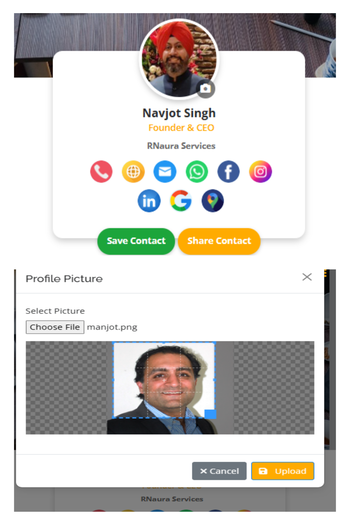 Navjot Singh
Founder & CEO
RNaura Services
Save Contact
Share Contact
Profile Picture
Select Picture
Choose File manjot.png
Cancel
Upload
RNaura Services